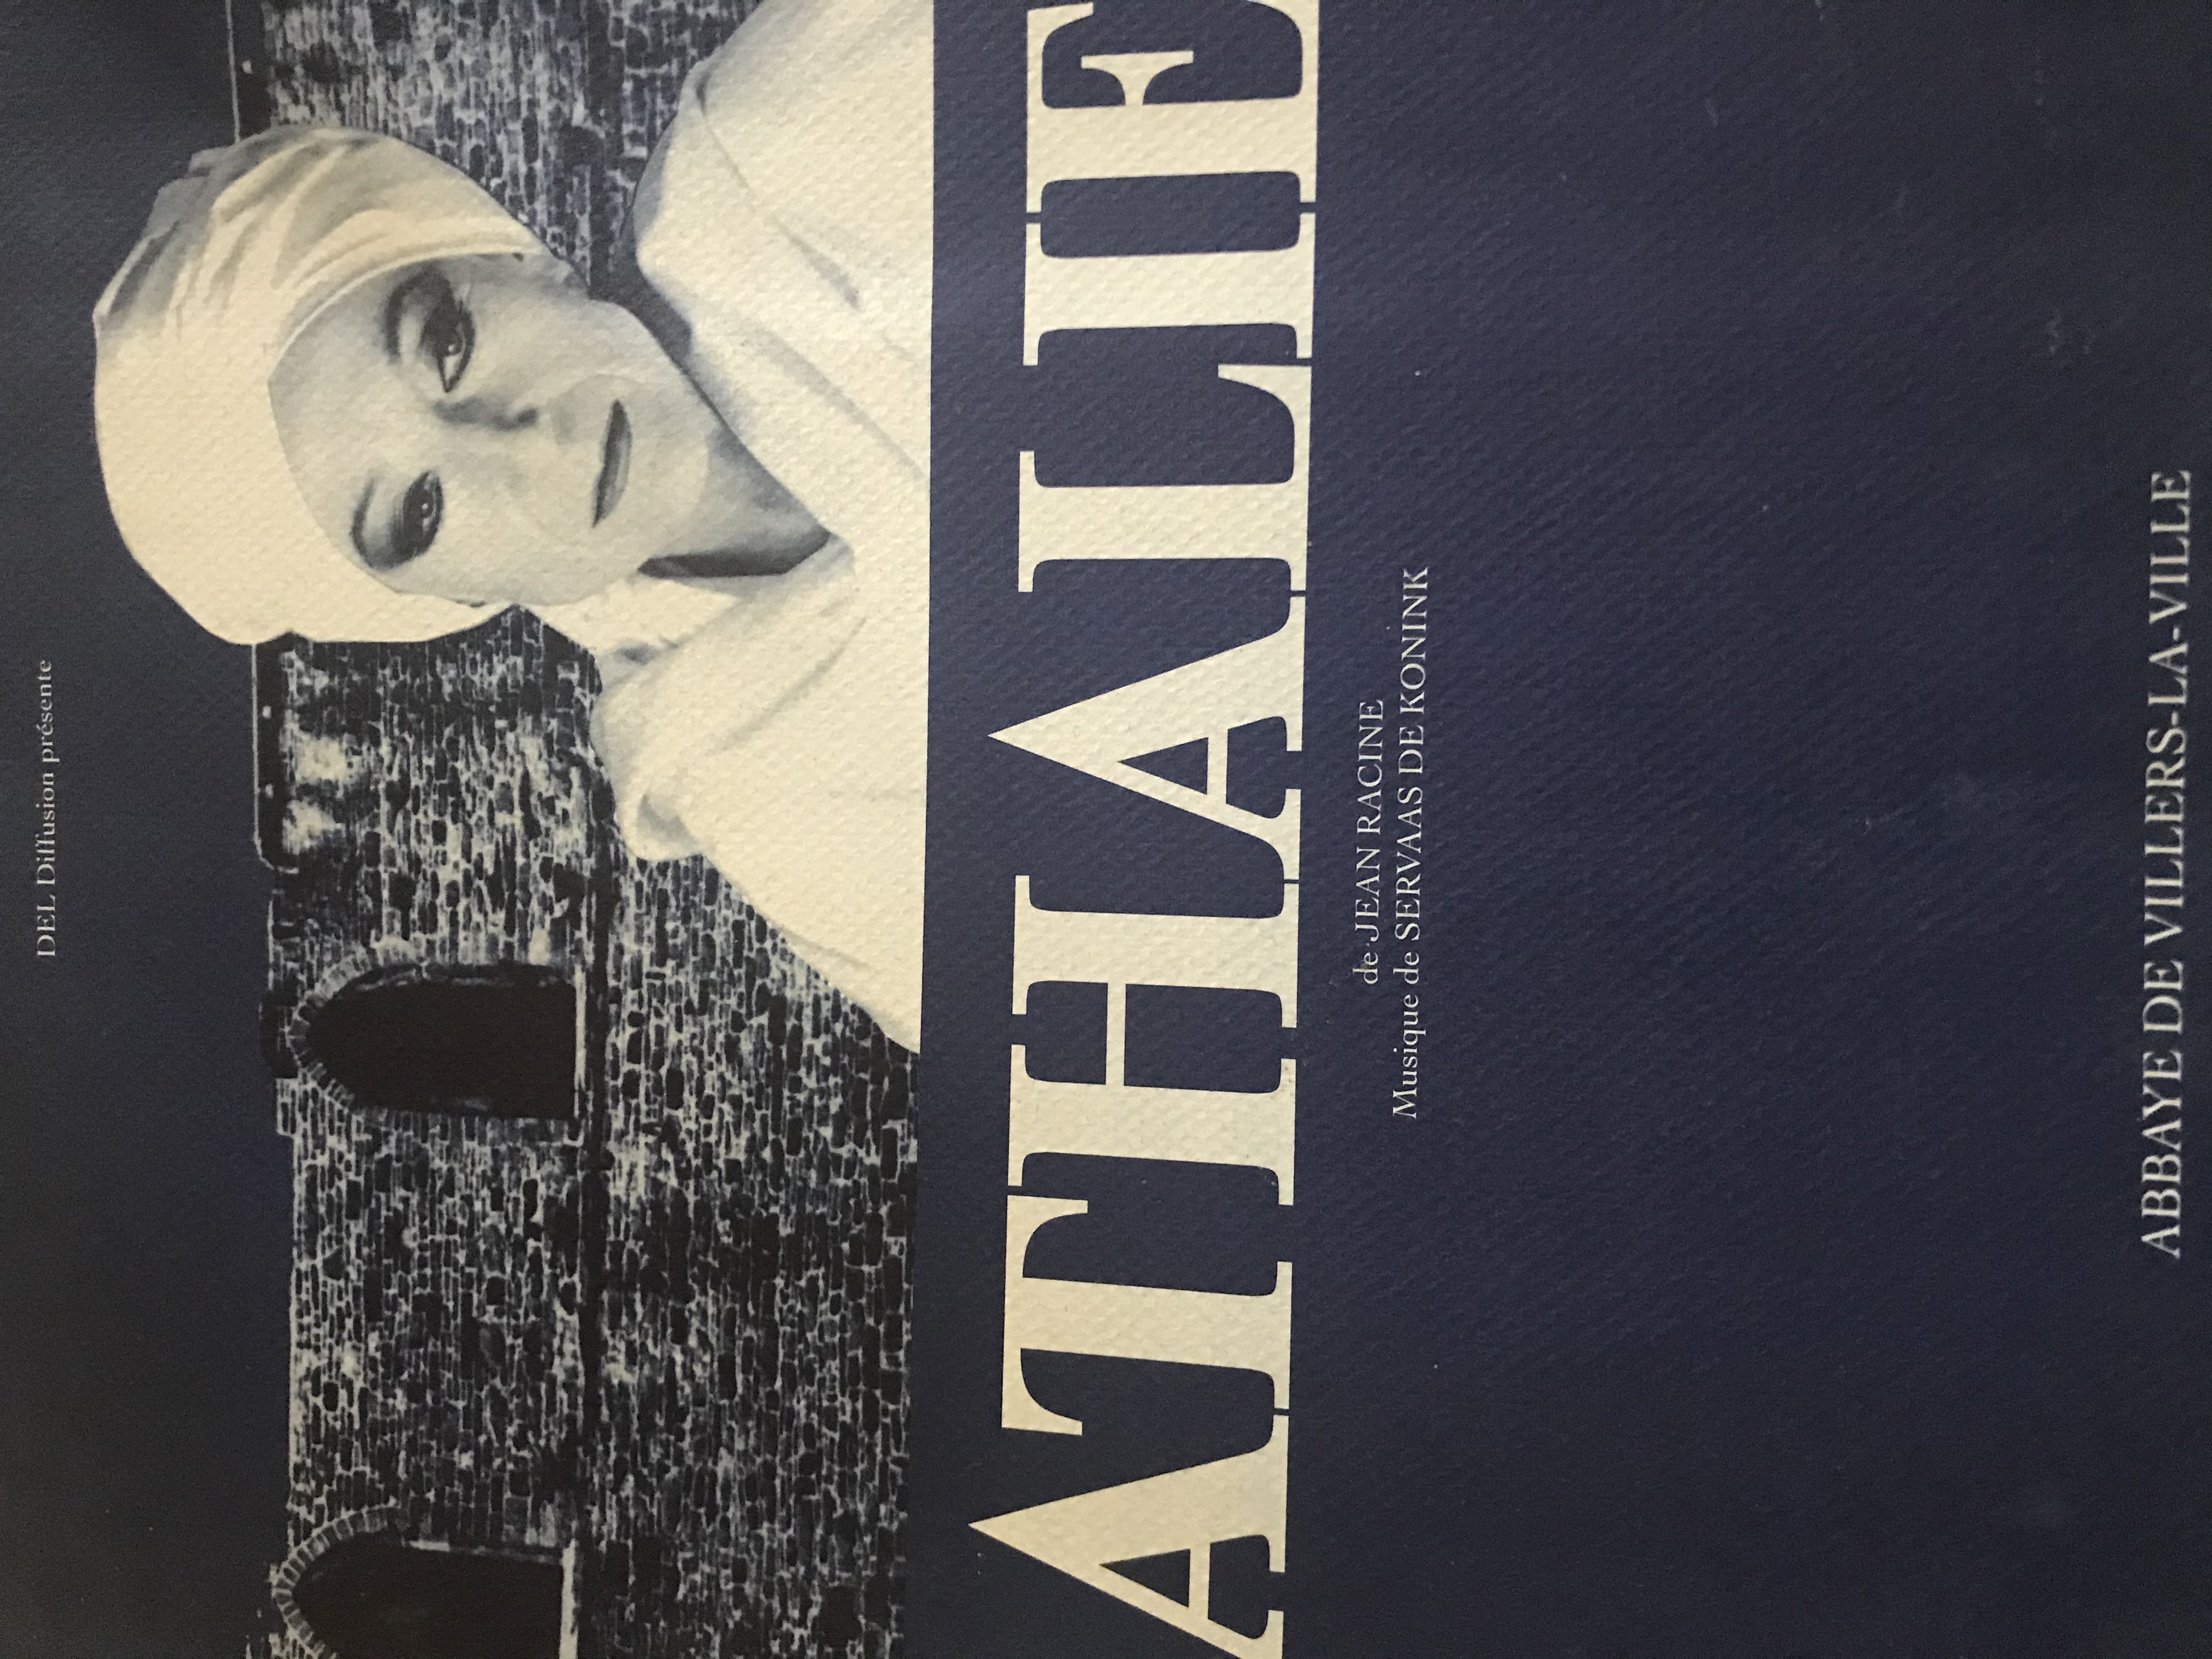 DEL Diffusion présente
ATHALIE
de JEAN RACINE
Musique de SERVAAS DE KONINK
ABBAYE DE VILLERS-LA-VILLE